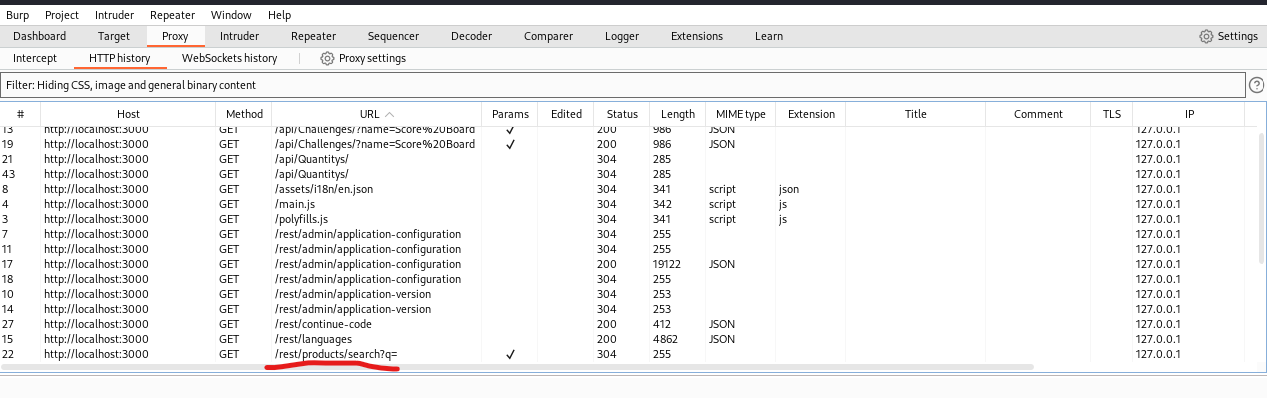 Burp Project Intruder Repeater Window Help
Dashboard Target Proxy Intruder Repeater Sequencer Decoder Comparer Logger Extensions Learn Settings
Intercept HTTP history WebSockets history Proxy settings
Filter: Hiding CSS, image and general binary content
# Host Method URL Params Edited Status Length MIME type Extension Title Comment TLS IP
13 http://localhost:3000 GET /api/Challenges/?name=Score%20Board ✓ 200 986 JSON 127.0.0.1
19 http://localhost:3000 GET /api/Challenges/?name=Score%20Board ✓ 200 986 JSON 127.0.0.1
21 http://localhost:3000 GET /api/Quantitys/ 304 285 127.0.0.1
43 http://localhost:3000 GET /api/Quantitys/ 304 285 127.0.0.1
8 http://localhost:3000 GET /assets/i18n/en.json 304 341 script json 127.0.0.1
4 http://localhost:3000 GET /main.js 304 342 script js 127.0.0.1
3 http://localhost:3000 GET /polyfills.js 304 341 script js 127.0.0.1
7 http://localhost:3000 GET /rest/admin/application-configuration 304 255 127.0.0.1
11 http://localhost:3000 GET /rest/admin/application-configuration 304 255 127.0.0.1
17 http://localhost:3000 GET /rest/admin/application-configuration 200 19122 JSON 127.0.0.1
18 http://localhost:3000 GET /rest/admin/application-configuration 304 255 127.0.0.1
10 http://localhost:3000 GET /rest/admin/application-version 304 253 127.0.0.1
14 http://localhost:3000 GET /rest/admin/application-version 304 253 127.0.0.1
27 http://localhost:3000 GET /rest/continue-code 200 412 JSON 127.0.0.1
15 http://localhost:3000 GET /rest/languages 200 4862 JSON 127.0.0.1
22 http://localhost:3000 GET /rest/products/search?q= ✓ 304 255 127.0.0.1